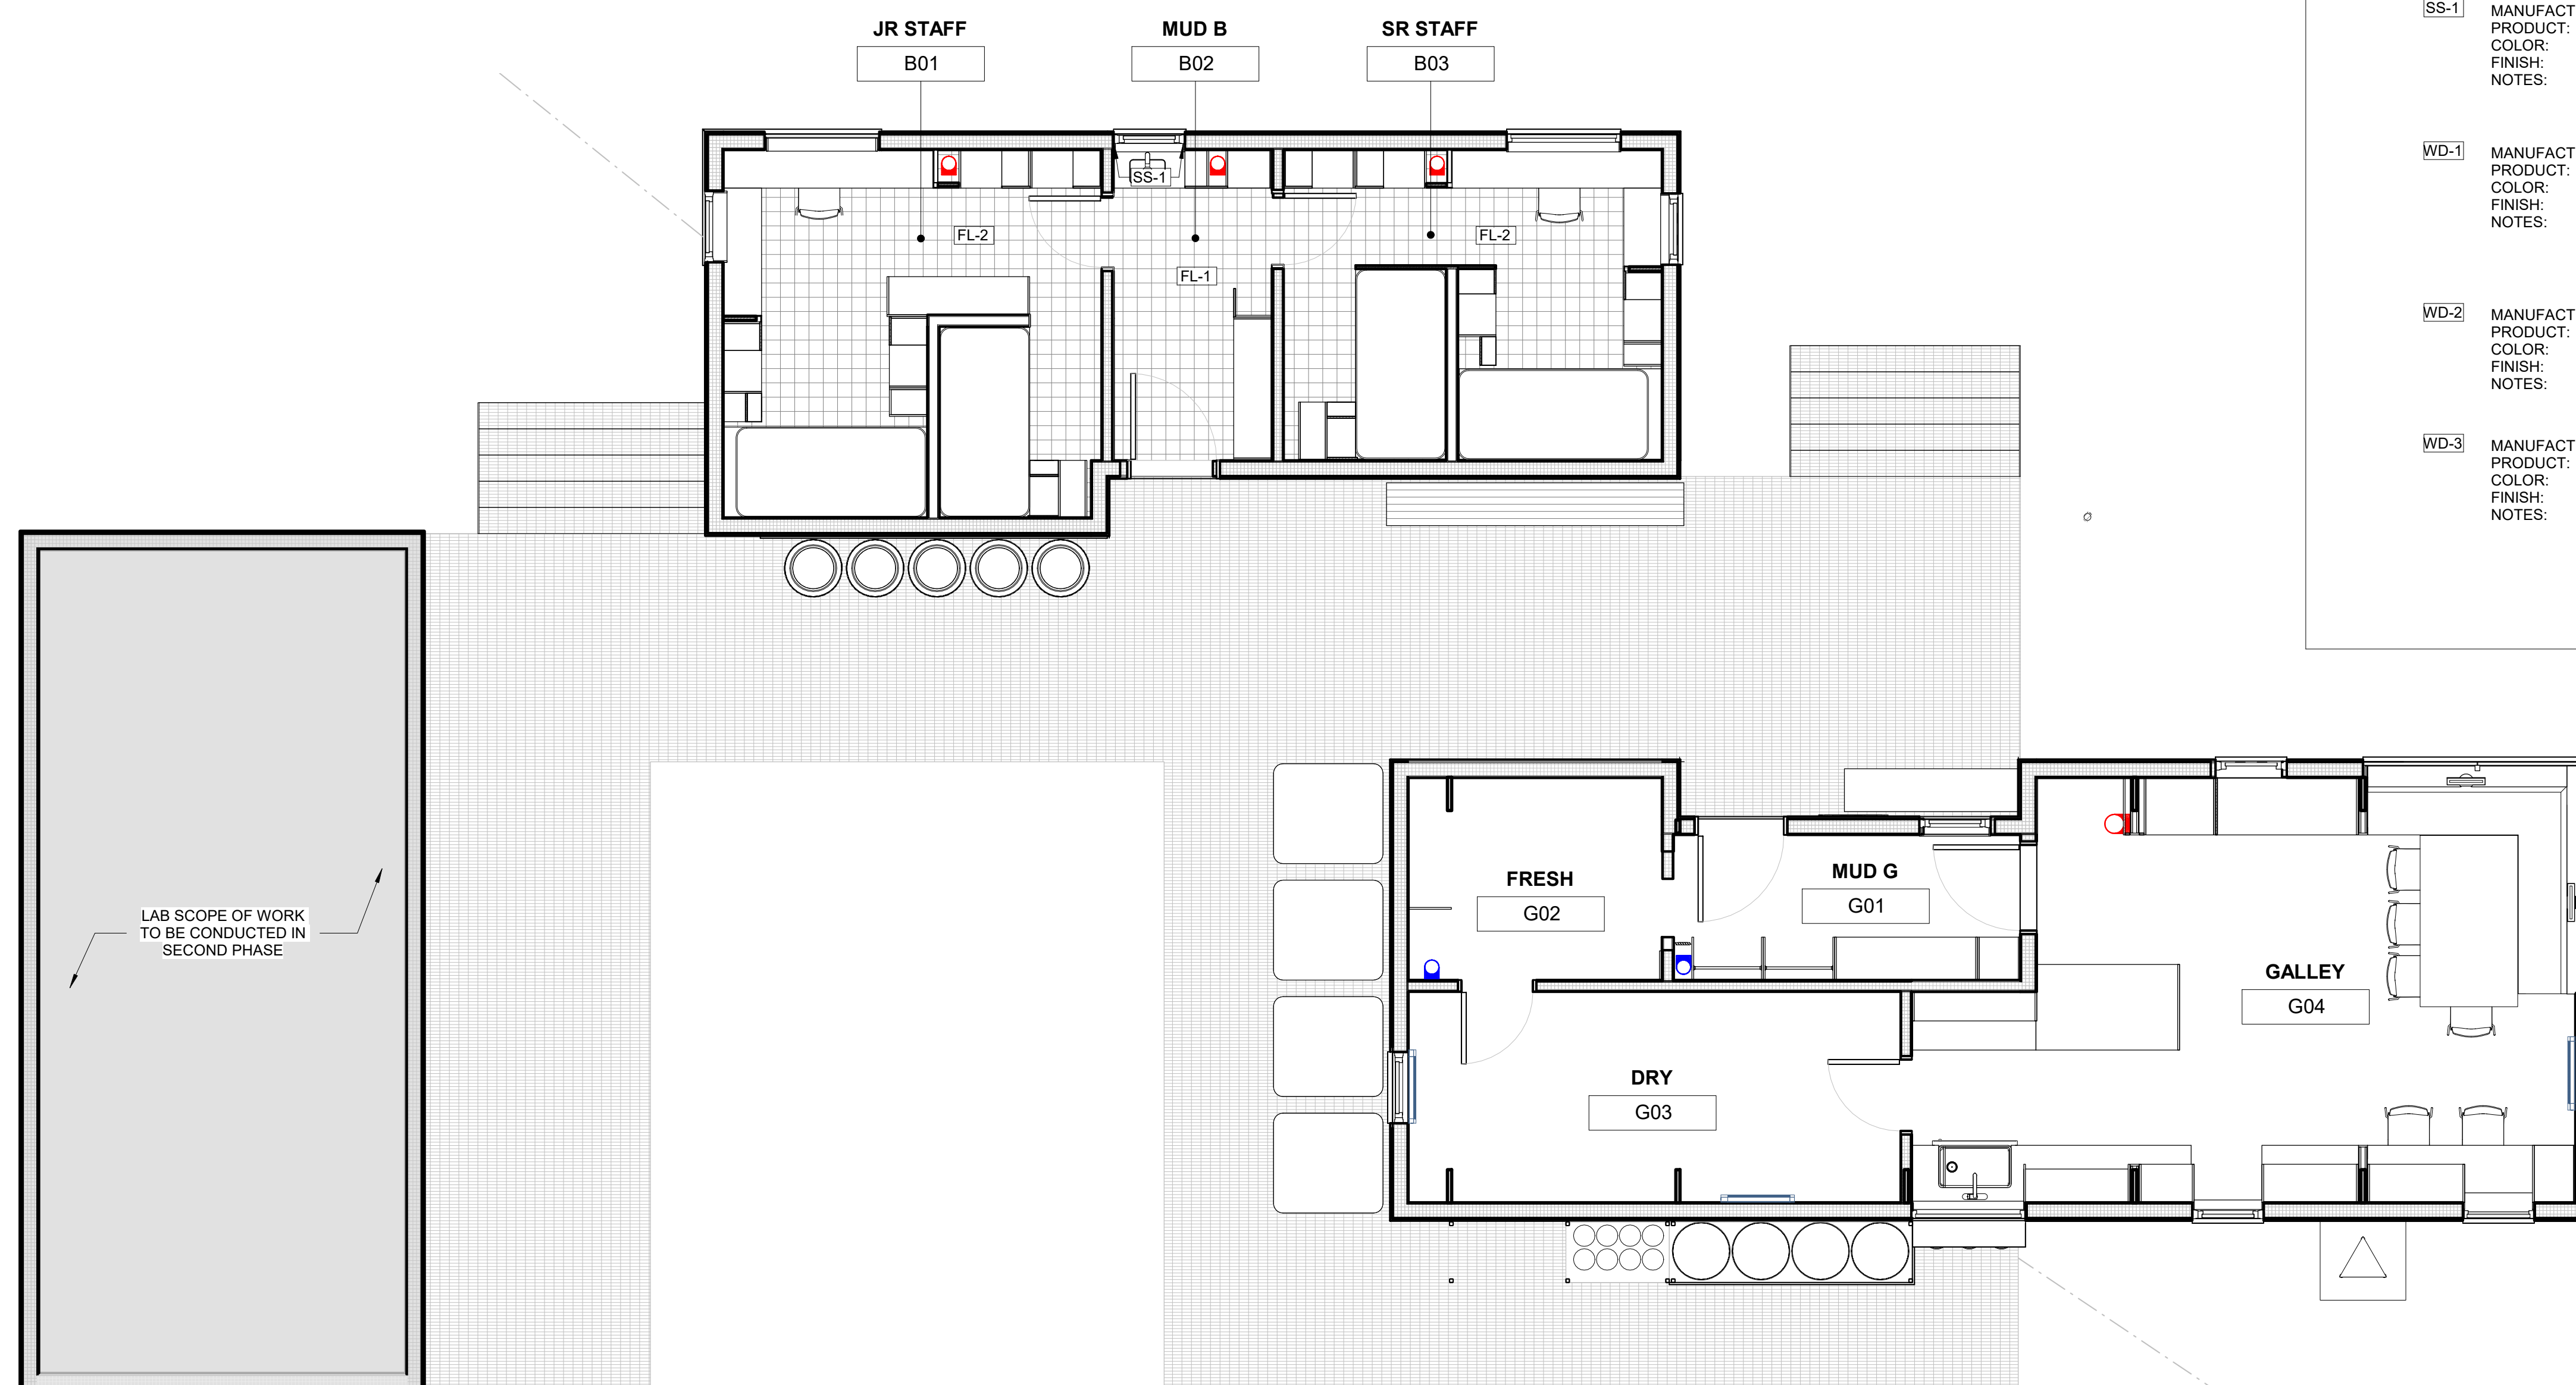 JR STAFF
B01
MUD B
B02
SR STAFF
B03
SS-1
FL-2
FL-1
FL-2
LAB SCOPE OF WORK
TO BE CONDUCTED IN
SECOND PHASE
FRESH
G02
MUD G
G01
DRY
G03
GALLEY
G04
SS-1
MANUFACT
PRODUCT:
COLOR:
FINISH:
NOTES:
WD-1
MANUFACT
PRODUCT:
COLOR:
FINISH:
NOTES:
WD-2
MANUFACT
PRODUCT:
COLOR:
FINISH:
NOTES:
WD-3
MANUFACT
PRODUCT:
COLOR:
FINISH:
NOTES: